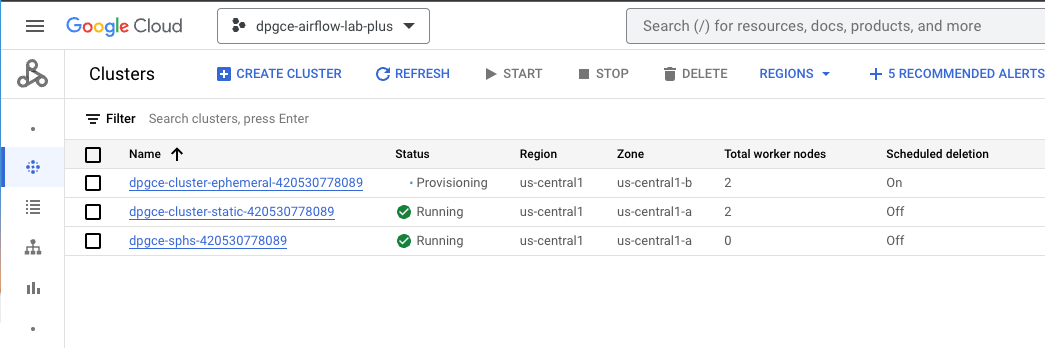 Google Cloud dpgce-airflow-lab-plus Search (/) for resources, docs, products, and more
Clusters CREATE CLUSTER REFRESH START STOP DELETE REGIONS 5 RECOMMENDED ALERTS
Filter Search clusters, press Enter
Name Status Region Zone Total worker nodes Scheduled deletion
dpgce-cluster-ephemeral-420530778089 Provisioning us-central1 us-central1-b 2 On
dpgce-cluster-static-420530778089 Running us-central1 us-central1-a 2 Off
dpgce-sphs-420530778089 Running us-central1 us-central1-a 0 Off